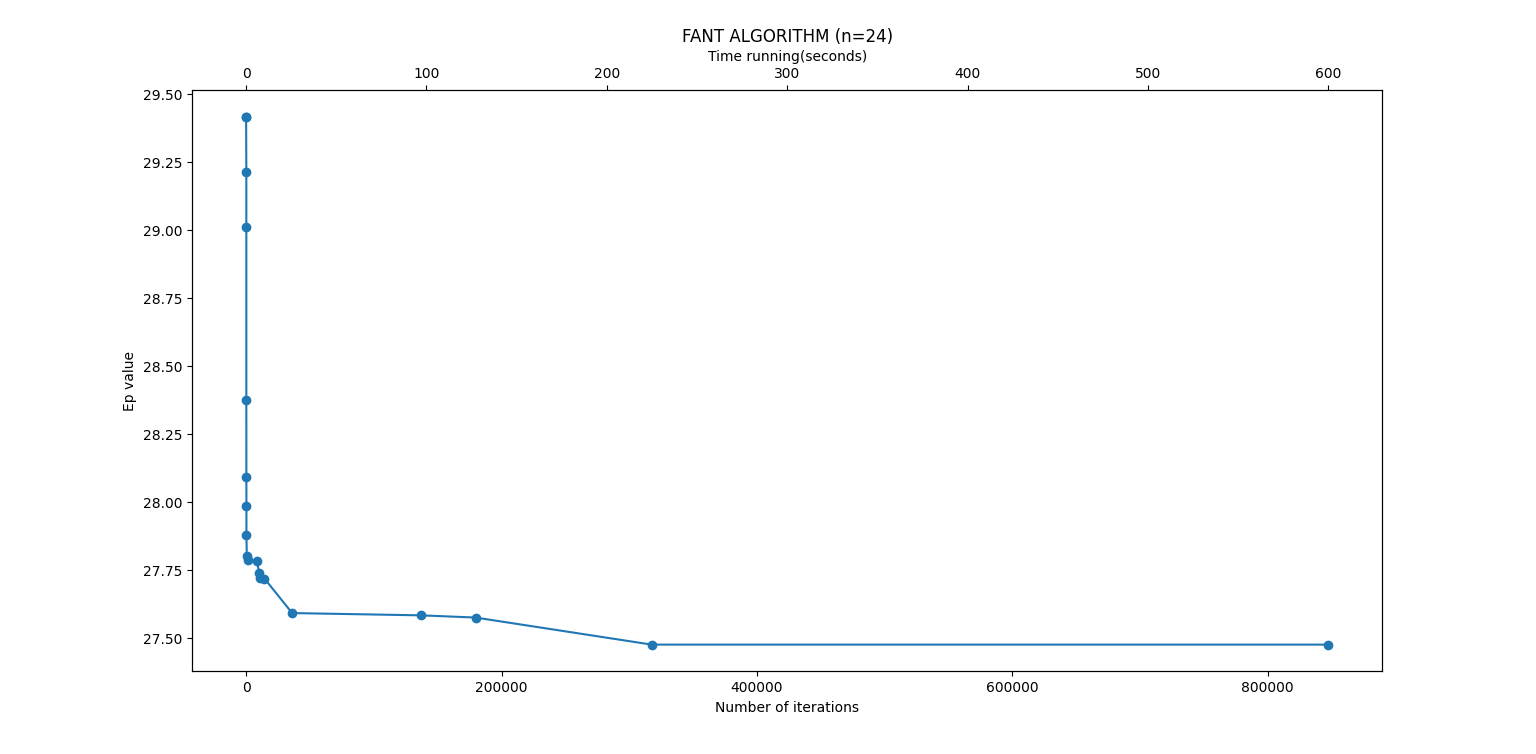 FANT ALGORITHM (n=24)
Time running(seconds)
0 100 200 300 400 500 600
29.50
29.25
29.00
28.75
28.50
28.25
28.00
27.75
27.50
Ep value
0 200000 400000 600000 800000
Number of iterations